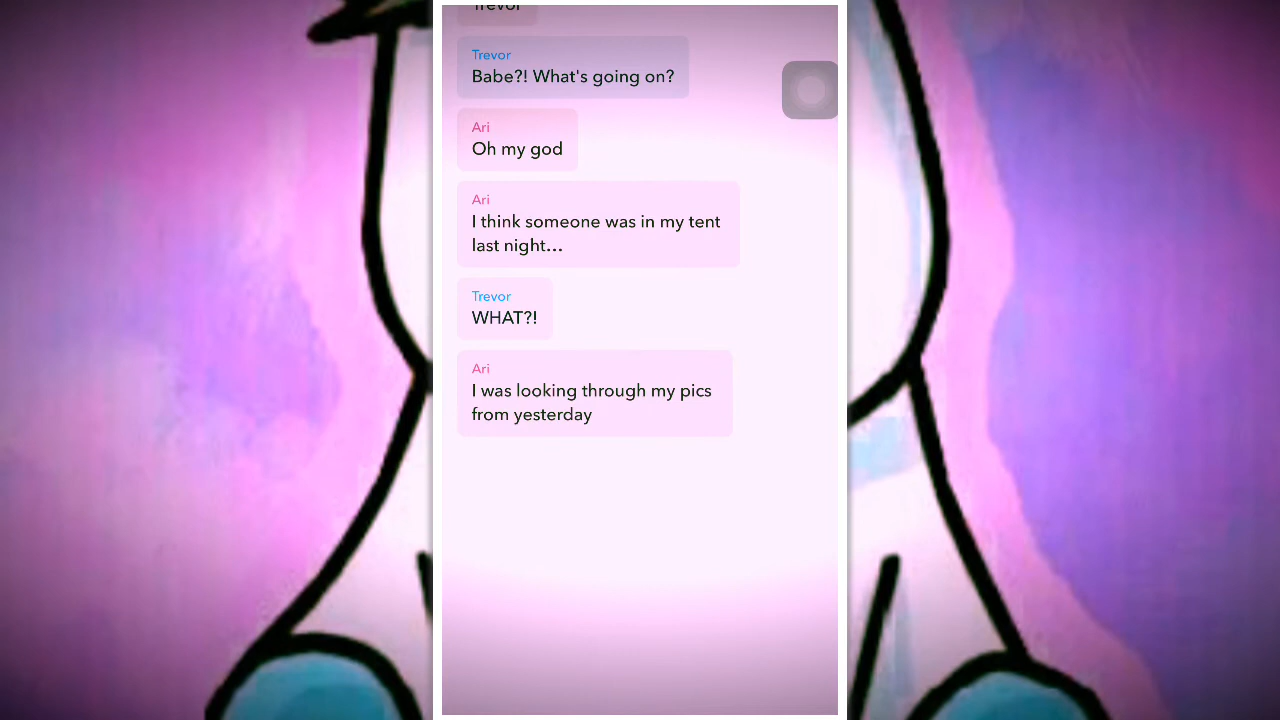 Trevor
Trevor
Babe?! What's going on?
Ari
Oh my god
Ari
I think someone was in my tent
last night...
Trevor
WHAT?!
Ari
I was looking through my pics
from yesterday